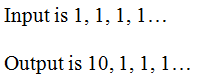 Input is 1, 1, 1, 1…
Output is 10, 1, 1, 1…